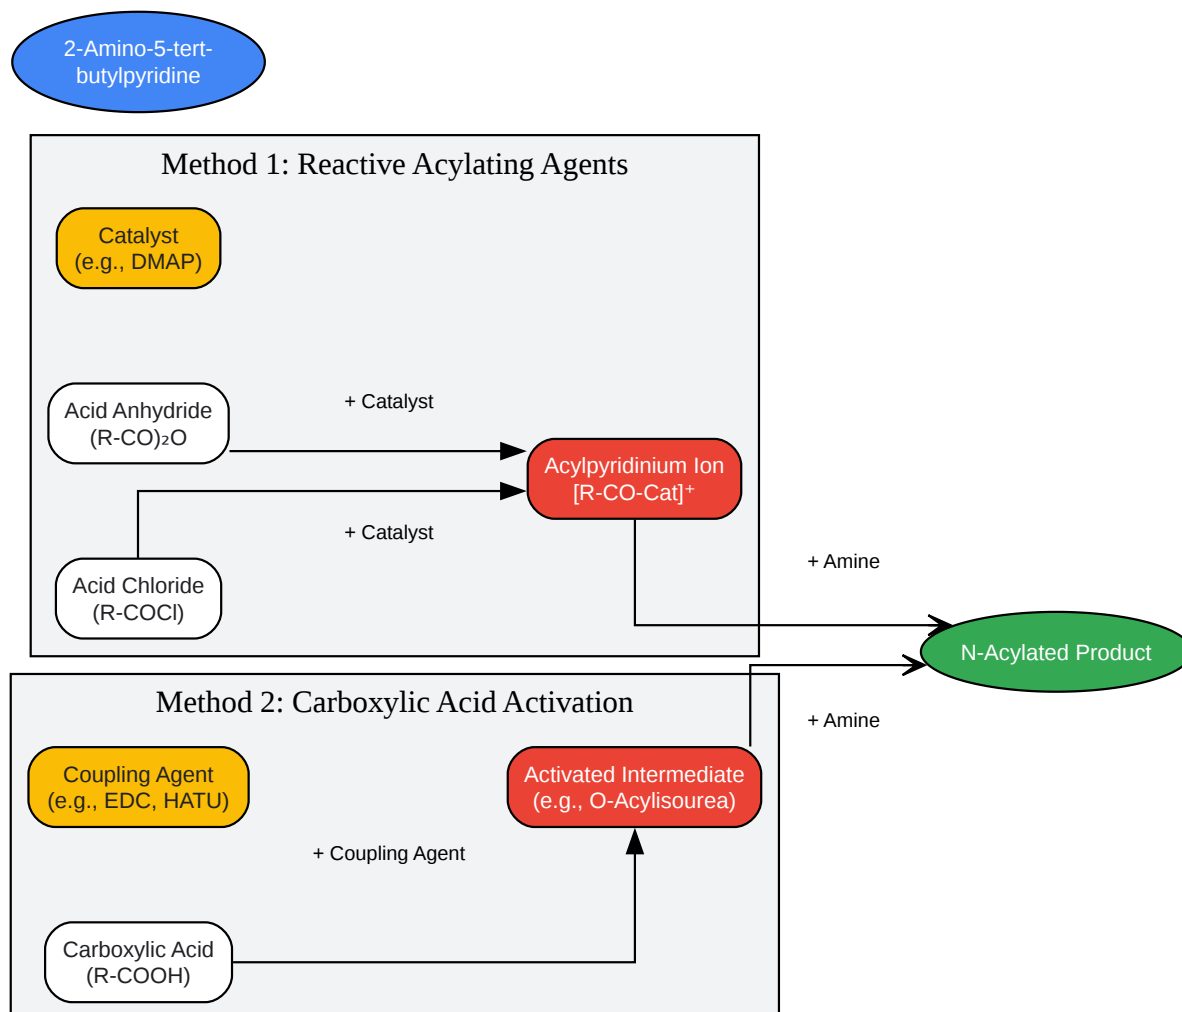 2-Amino-5-tert-
butylpyridine
Method 1: Reactive Acylating Agents
Catalyst
(e.g., DMAP)
Acid Anhydride
(R-CO)₂O
+ Catalyst
Acylpyridinium Ion
[R-CO-Cat]⁺
+ Catalyst
Acid Chloride
(R-COCl)
+ Amine
N-Acylated Product
Method 2: Carboxylic Acid Activation
+ Amine
Coupling Agent
(e.g., EDC, HATU)
Activated Intermediate
(e.g., O-Acylisourea)
+ Coupling Agent
Carboxylic Acid
(R-COOH)